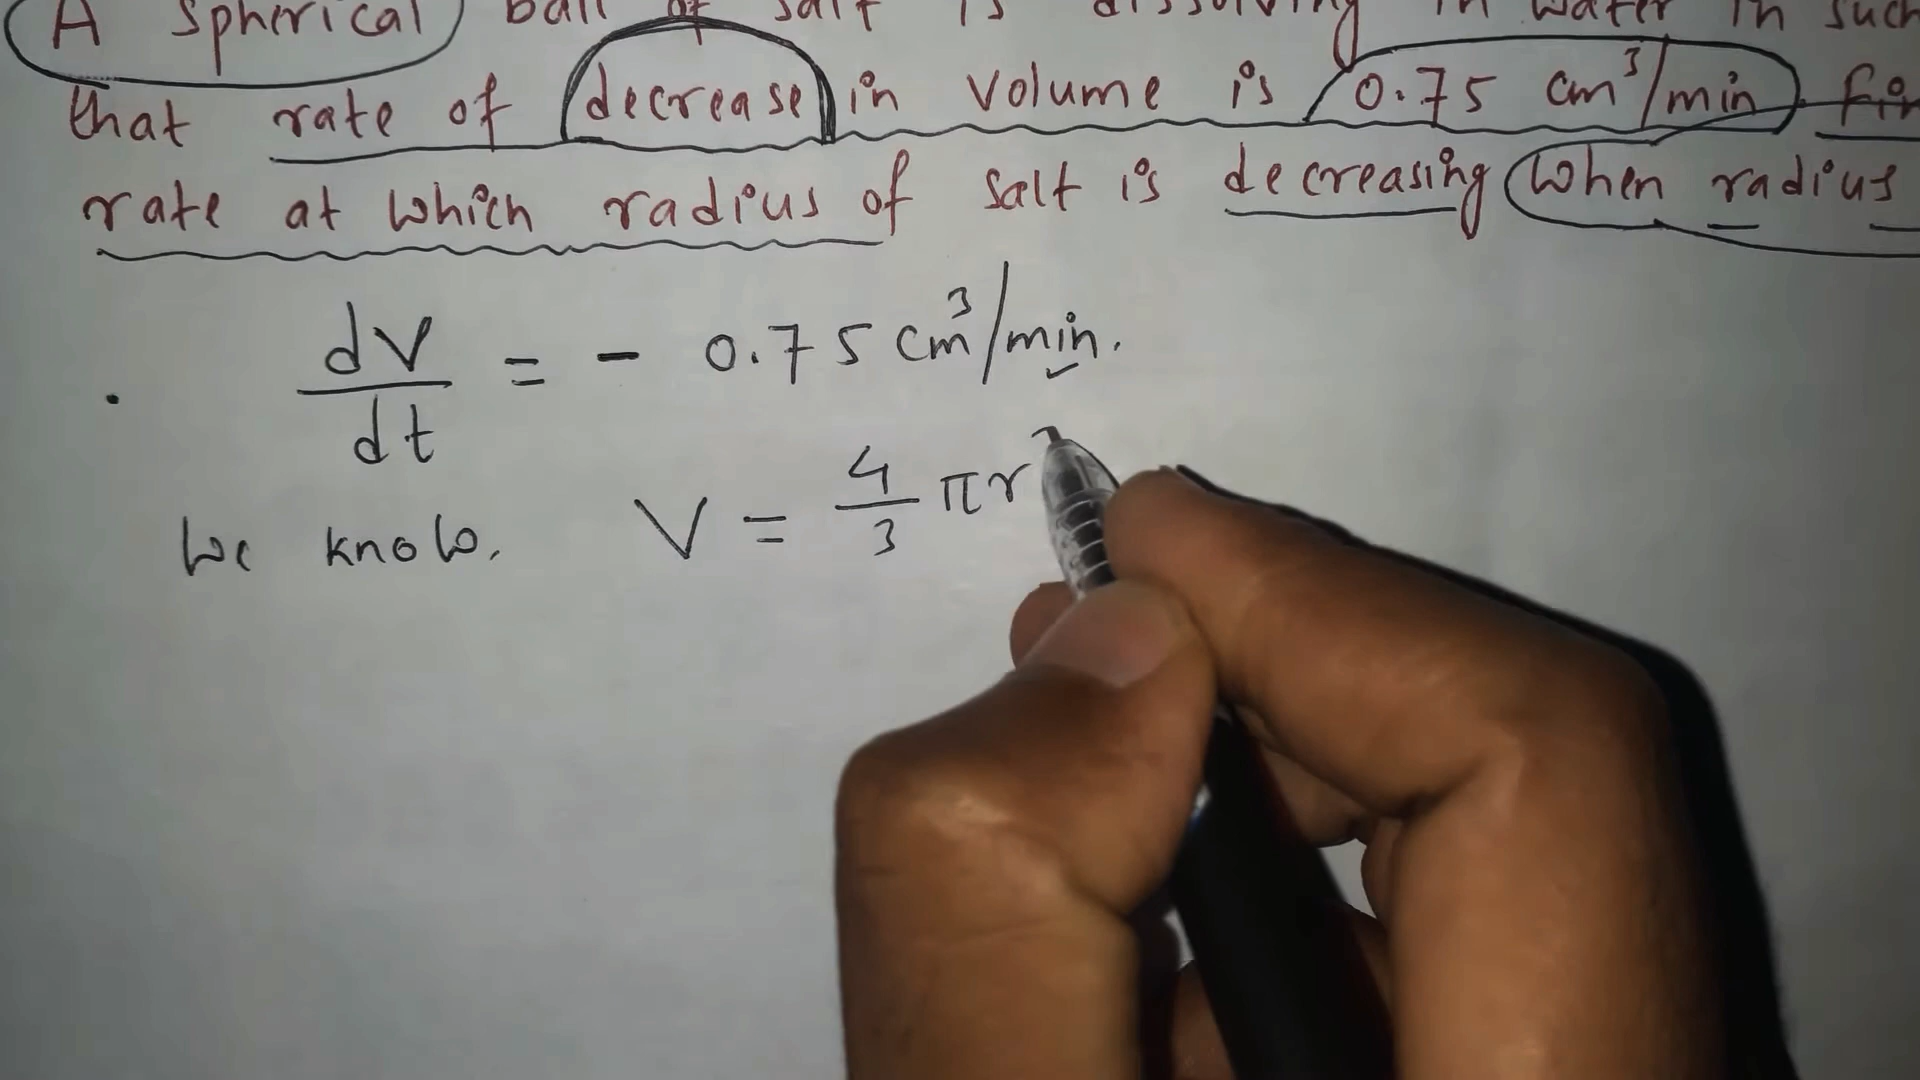 A spherical ball of salt is dissolving in water in such
that rate of decrease in volume is 0.75 cm³/min.
rate at which radius of salt is decreasing when radius
dV/dt = - 0.75 cm³/min.
We know, V = 4/3 πr